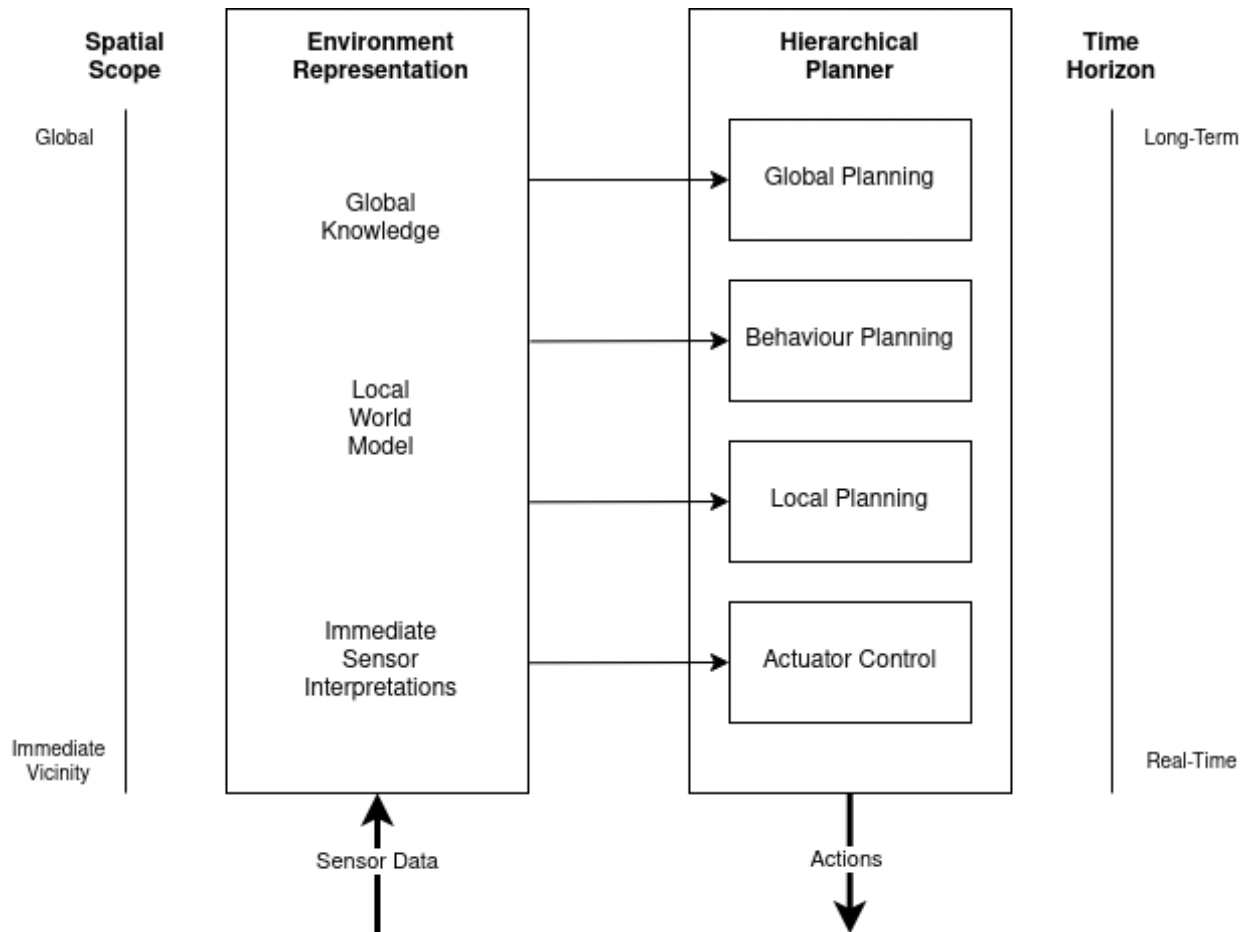 Spatial
Scope
Environment
Representation
Hierarchical
Planner
Time
Horizon
Global
Long-Term
Global
Knowledge
Global Planning
Behaviour Planning
Local
World
Model
Local Planning
Immediate
Sensor
Interpretations
Actuator Control
Immediate
Vicinity
Real-Time
Sensor Data
Actions